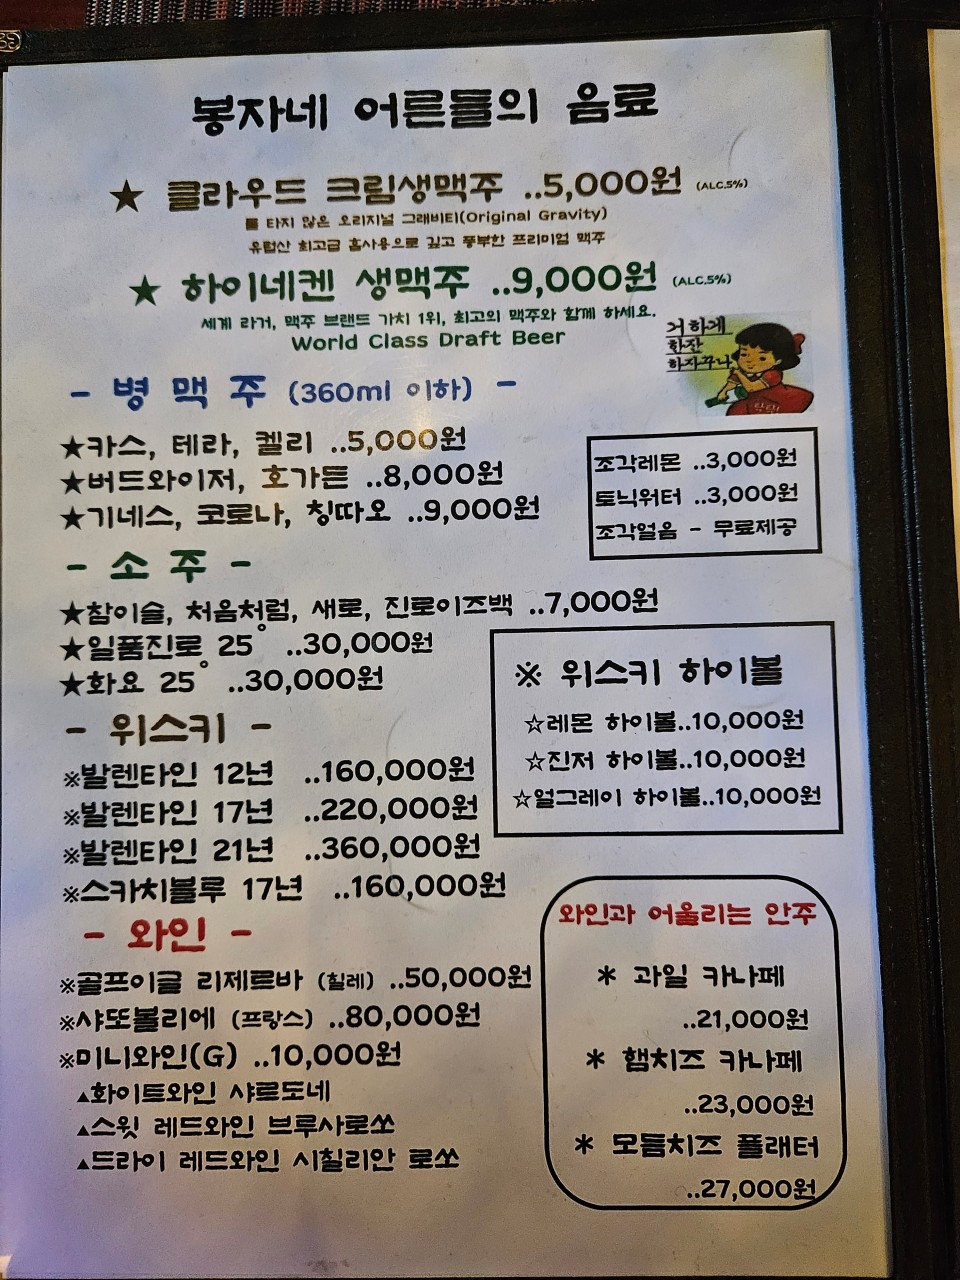 봉자네 어른들의 음료
★ 클라우드 크림생맥주 ..5,000원 (ALC.5%)
물 타지 않은 오리지널 그래비티(Original Gravity)
유럽산 최고급 홉사용으로 깊고 풍부한 프리미엄 맥주
★ 하이네켄 생맥주 ..9,000원 (ALC.5%)
세계 라거, 맥주 브랜드 가치 1위, 최고의 맥주와 함께 하세요.
World Class Draft Beer
거하게
한잔
하자꾸나
- 병 맥 주 (360ml 이하) -
★카스, 테라, 켈리 ..5,000원
★버드와이저, 호가든 ..8,000원
★기네스, 코로나, 칭따오 ..9,000원
조각레몬 ..3,000원
토닉워터 ..3,000원
조각얼음 - 무료제공
- 소 주 -
★참이슬, 처음처럼, 새로, 진로이즈백 ..7,000원
★일품진로 25° ..30,000원
★화요 25° ..30,000원
※ 위스키 하이볼
☆레몬 하이볼..10,000원
☆진저 하이볼..10,000원
☆얼그레이 하이볼..10,000원
- 위스키 -
※발렌타인 12년 ..160,000원
※발렌타인 17년 ..220,000원
※발렌타인 21년 ..360,000원
※스카치블루 17년 ..160,000원
- 와인 -
※골프이글 리제르바 (칠레) ..50,000원
※샤또볼리에 (프랑스) ..80,000원
※미니와인(G) ..10,000원
▲화이트와인 샤르도네
▲스윗 레드와인 브루사로쏘
▲드라이 레드와인 시칠리안 로쏘
와인과 어울리는 안주
* 과일 카나페
..21,000원
* 햄치즈 카나페
..23,000원
* 모듬치즈 플래터
..27,000원